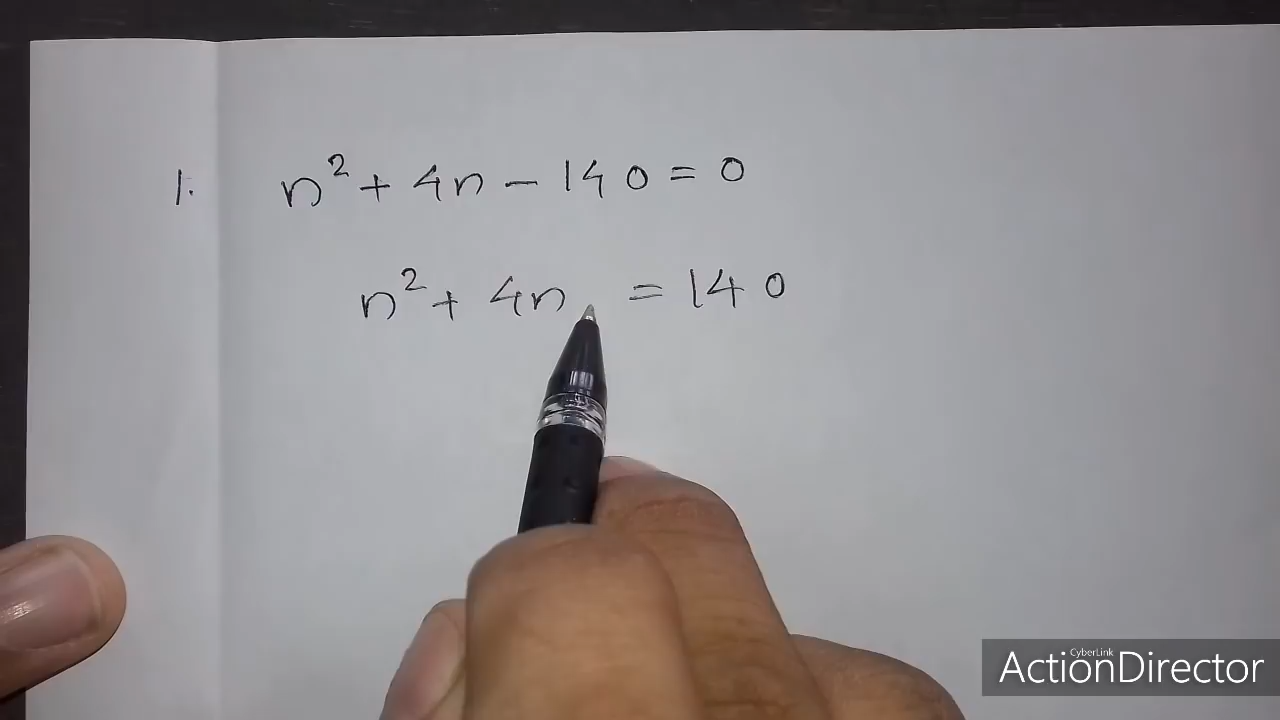 1. n² + 4n - 140 = 0
n² + 4n = 140
CyberLink
ActionDirector